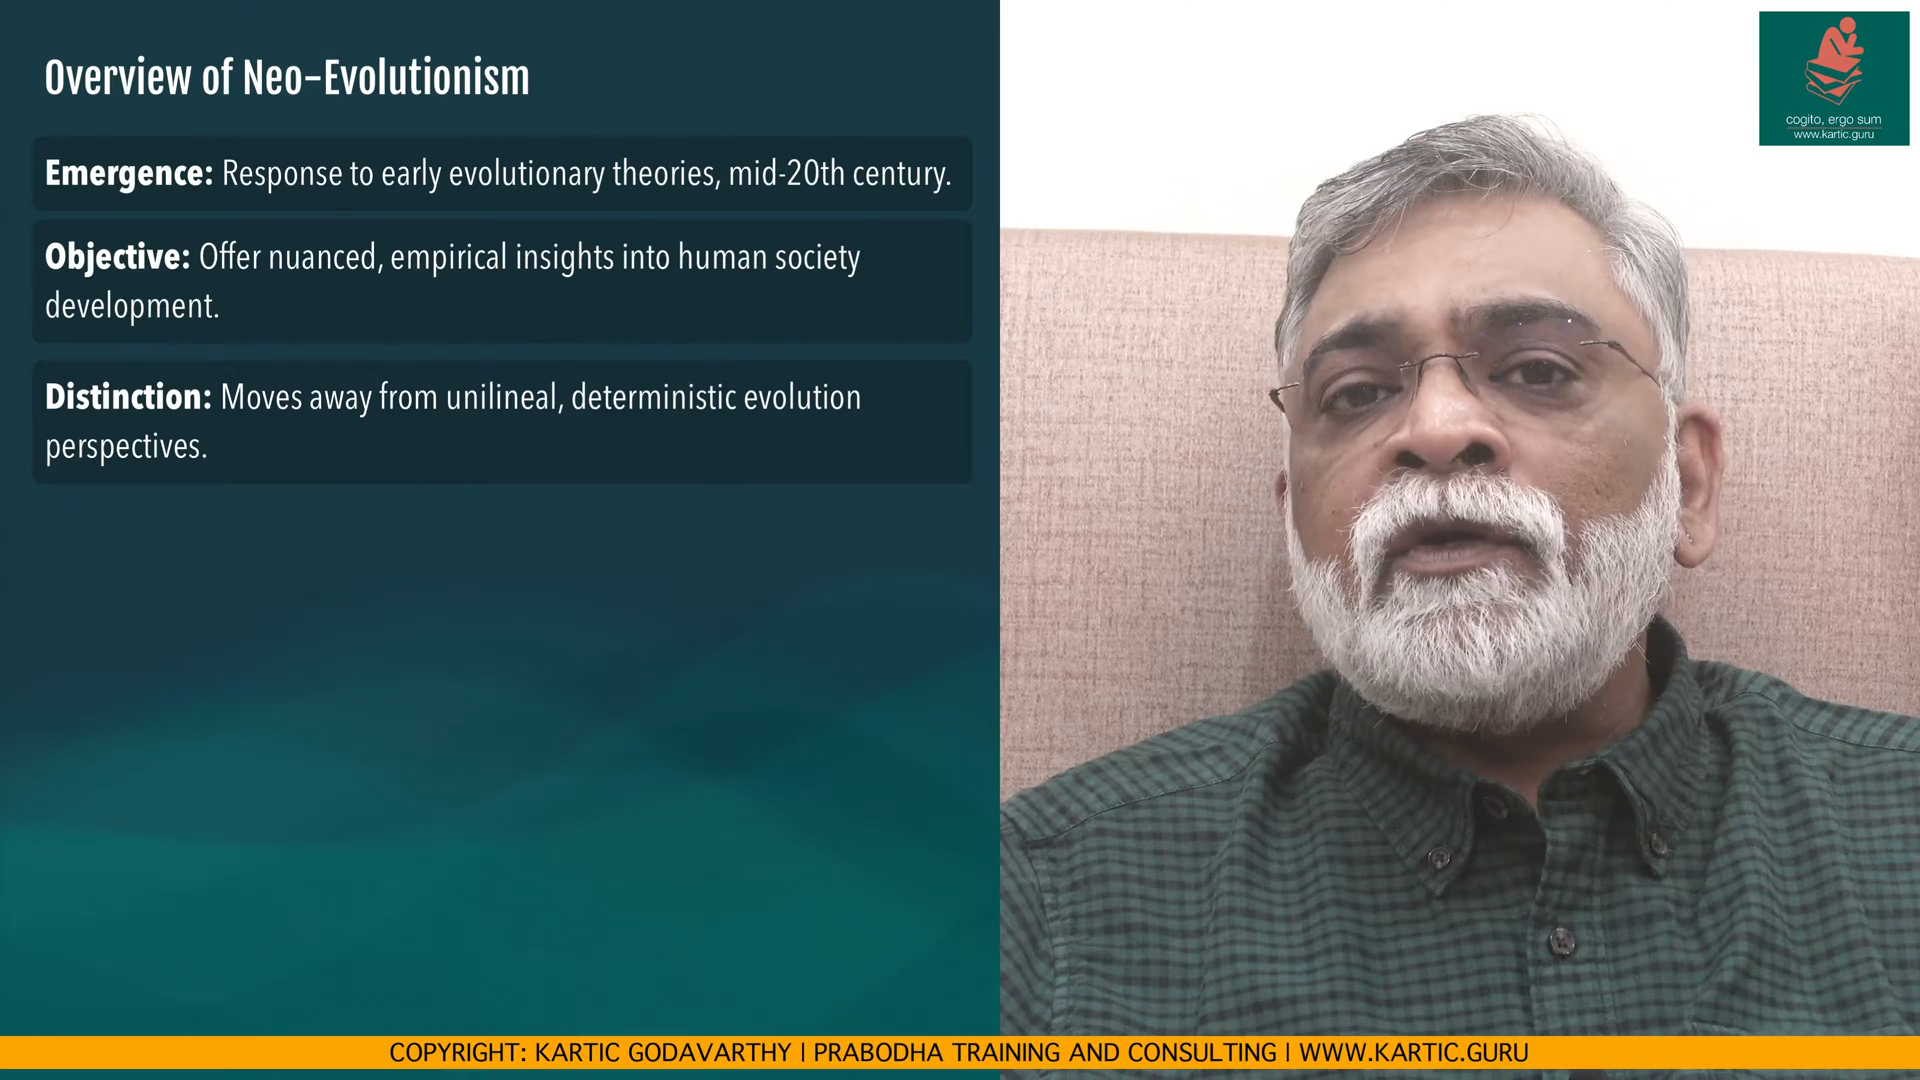 Overview of Neo-Evolutionism
Emergence: Response to early evolutionary theories, mid-20th century.
Objective: Offer nuanced, empirical insights into human society
development.
Distinction: Moves away from unilineal, deterministic evolution
perspectives.
cogito, ergo sum
www.kartic.guru
COPYRIGHT: KARTIC GODAVARTHY | PRABODHA TRAINING AND CONSULTING | WWW.KARTIC.GURU